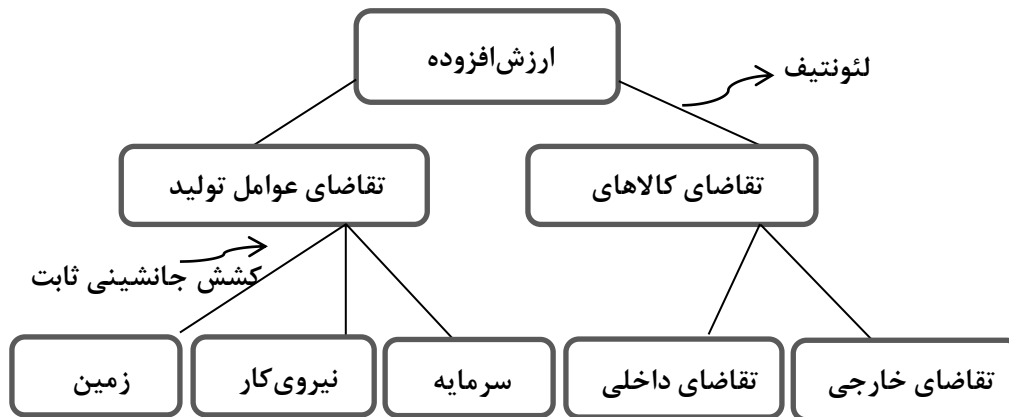 ارزش‌افزوده
لئونتیف
تقاضای کالاهای
تقاضای عوامل تولید
کشش جانشینی ثابت
تقاضای خارجی
تقاضای داخلی
سرمایه
نیروی‌کار
زمین